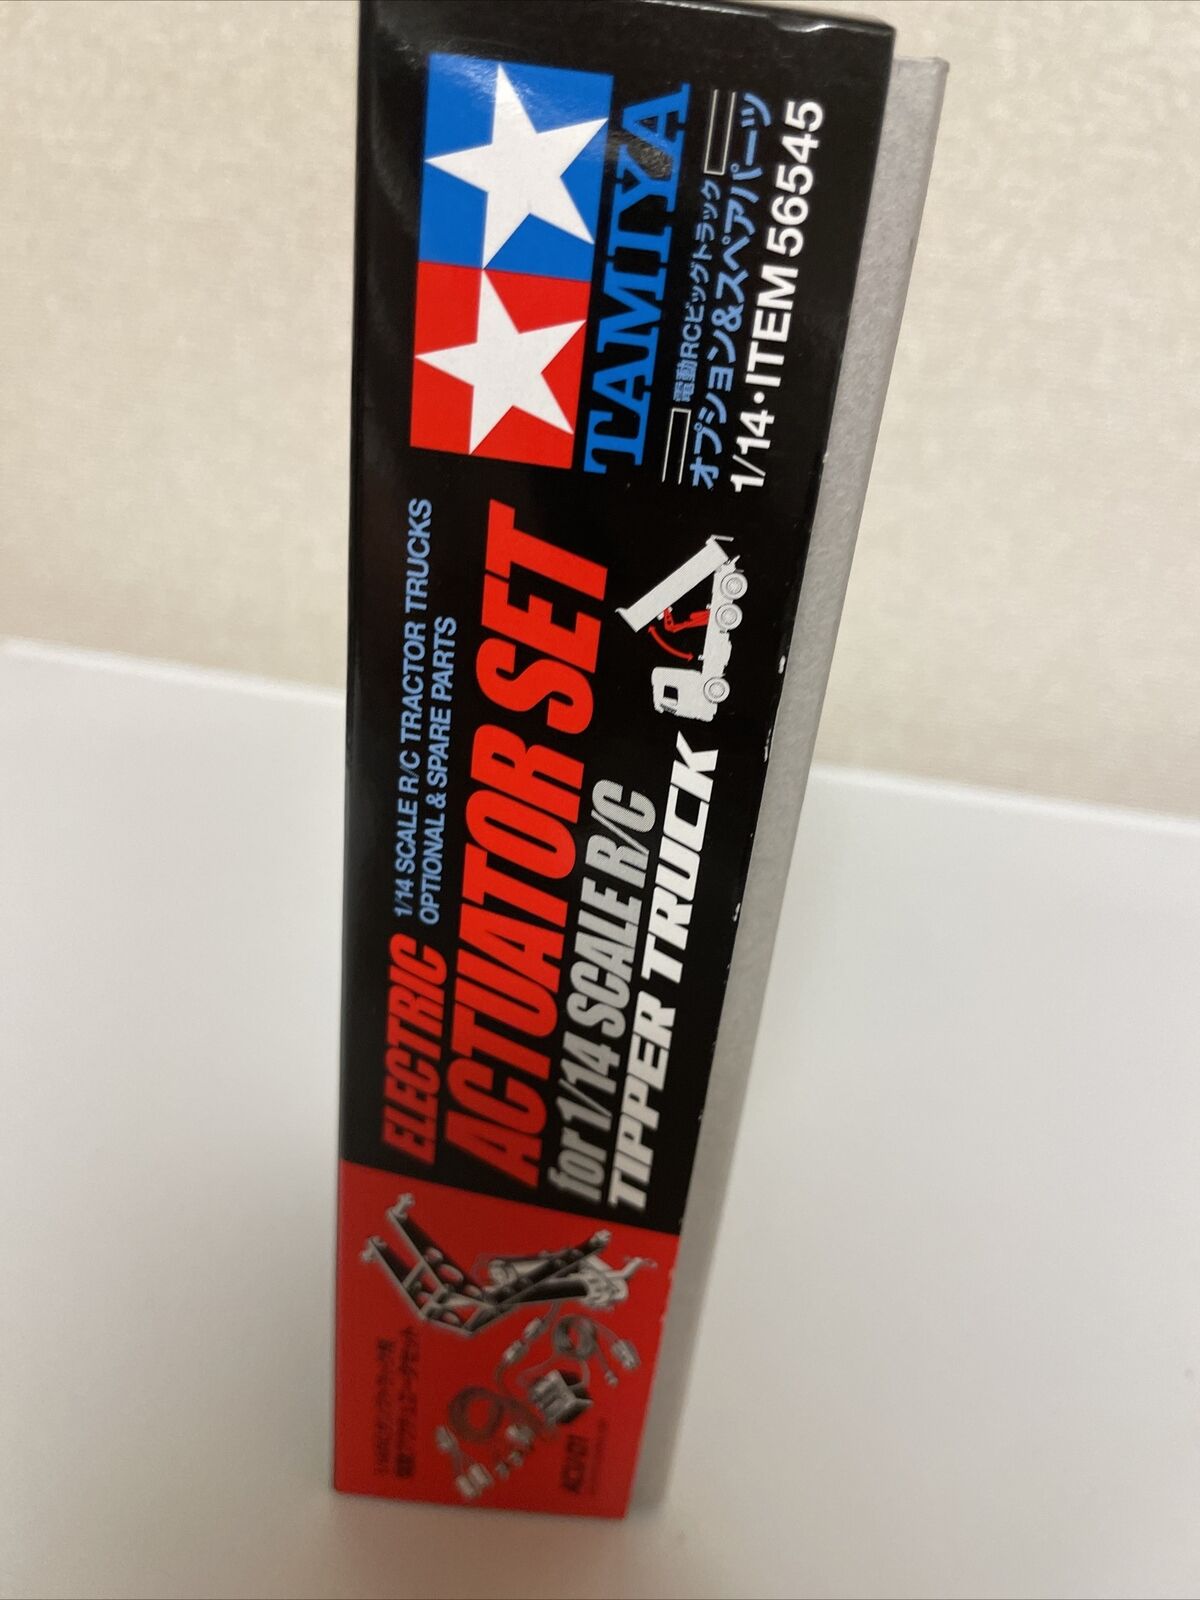 TAMIYA
電動RCビッグトラック
オプション&スペアパーツ
1/14・ITEM 56545
1/14 SCALE R/C TRACTOR TRUCKS
OPTIONAL & SPARE PARTS
ELECTRIC
ACTUATOR SET
for 1/14 SCALE R/C
TIPPER TRUCK
ACU-01